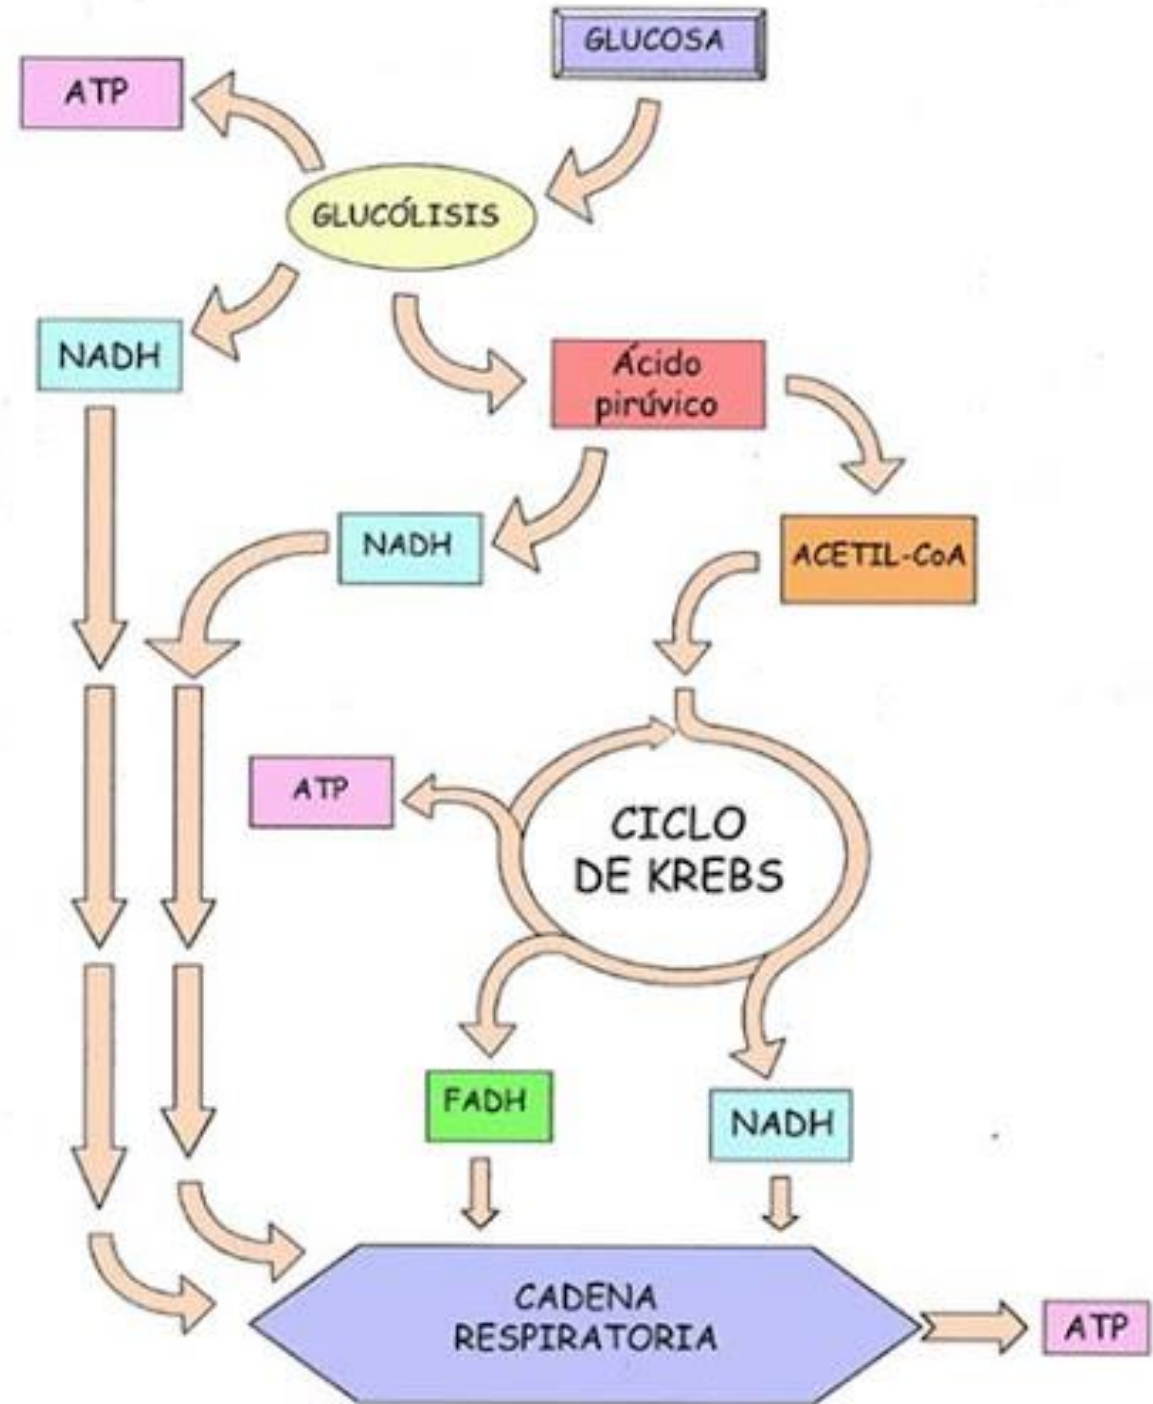 GLUCOSA
ATP
GLUCÓLISIS
NADH
Ácido
pirúvico
NADH
ACETIL-CoA
ATP
CICLO
DE KREBS
FADH
NADH
CADENA
RESPIRATORIA
ATP